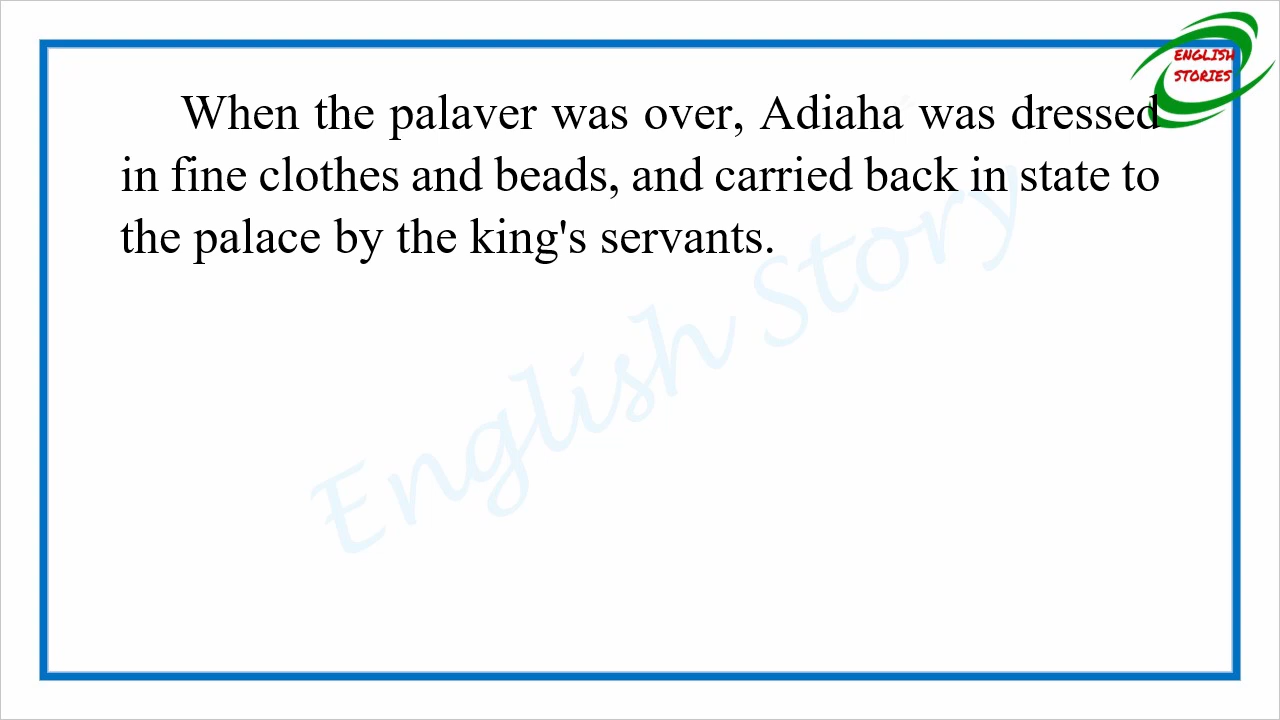 ENGLISH
STORIES
When the palaver was over, Adiaha was dressed
in fine clothes and beads, and carried back in state to
the palace by the king's servants.
English Story